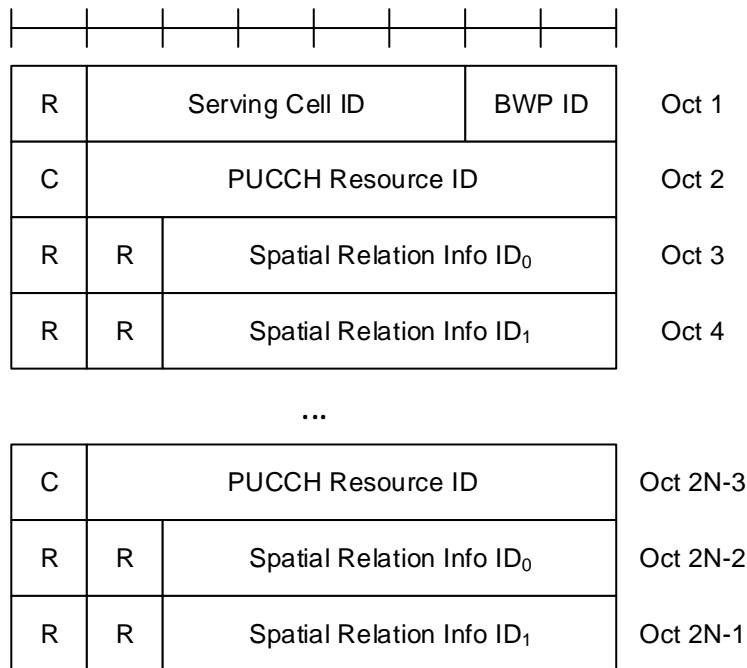 R Serving Cell ID BWP ID Oct 1
C PUCCH Resource ID Oct 2
R R Spatial Relation Info ID₀ Oct 3
R R Spatial Relation Info ID₁ Oct 4
...
C PUCCH Resource ID Oct 2N-3
R R Spatial Relation Info ID₀ Oct 2N-2
R R Spatial Relation Info ID₁ Oct 2N-1